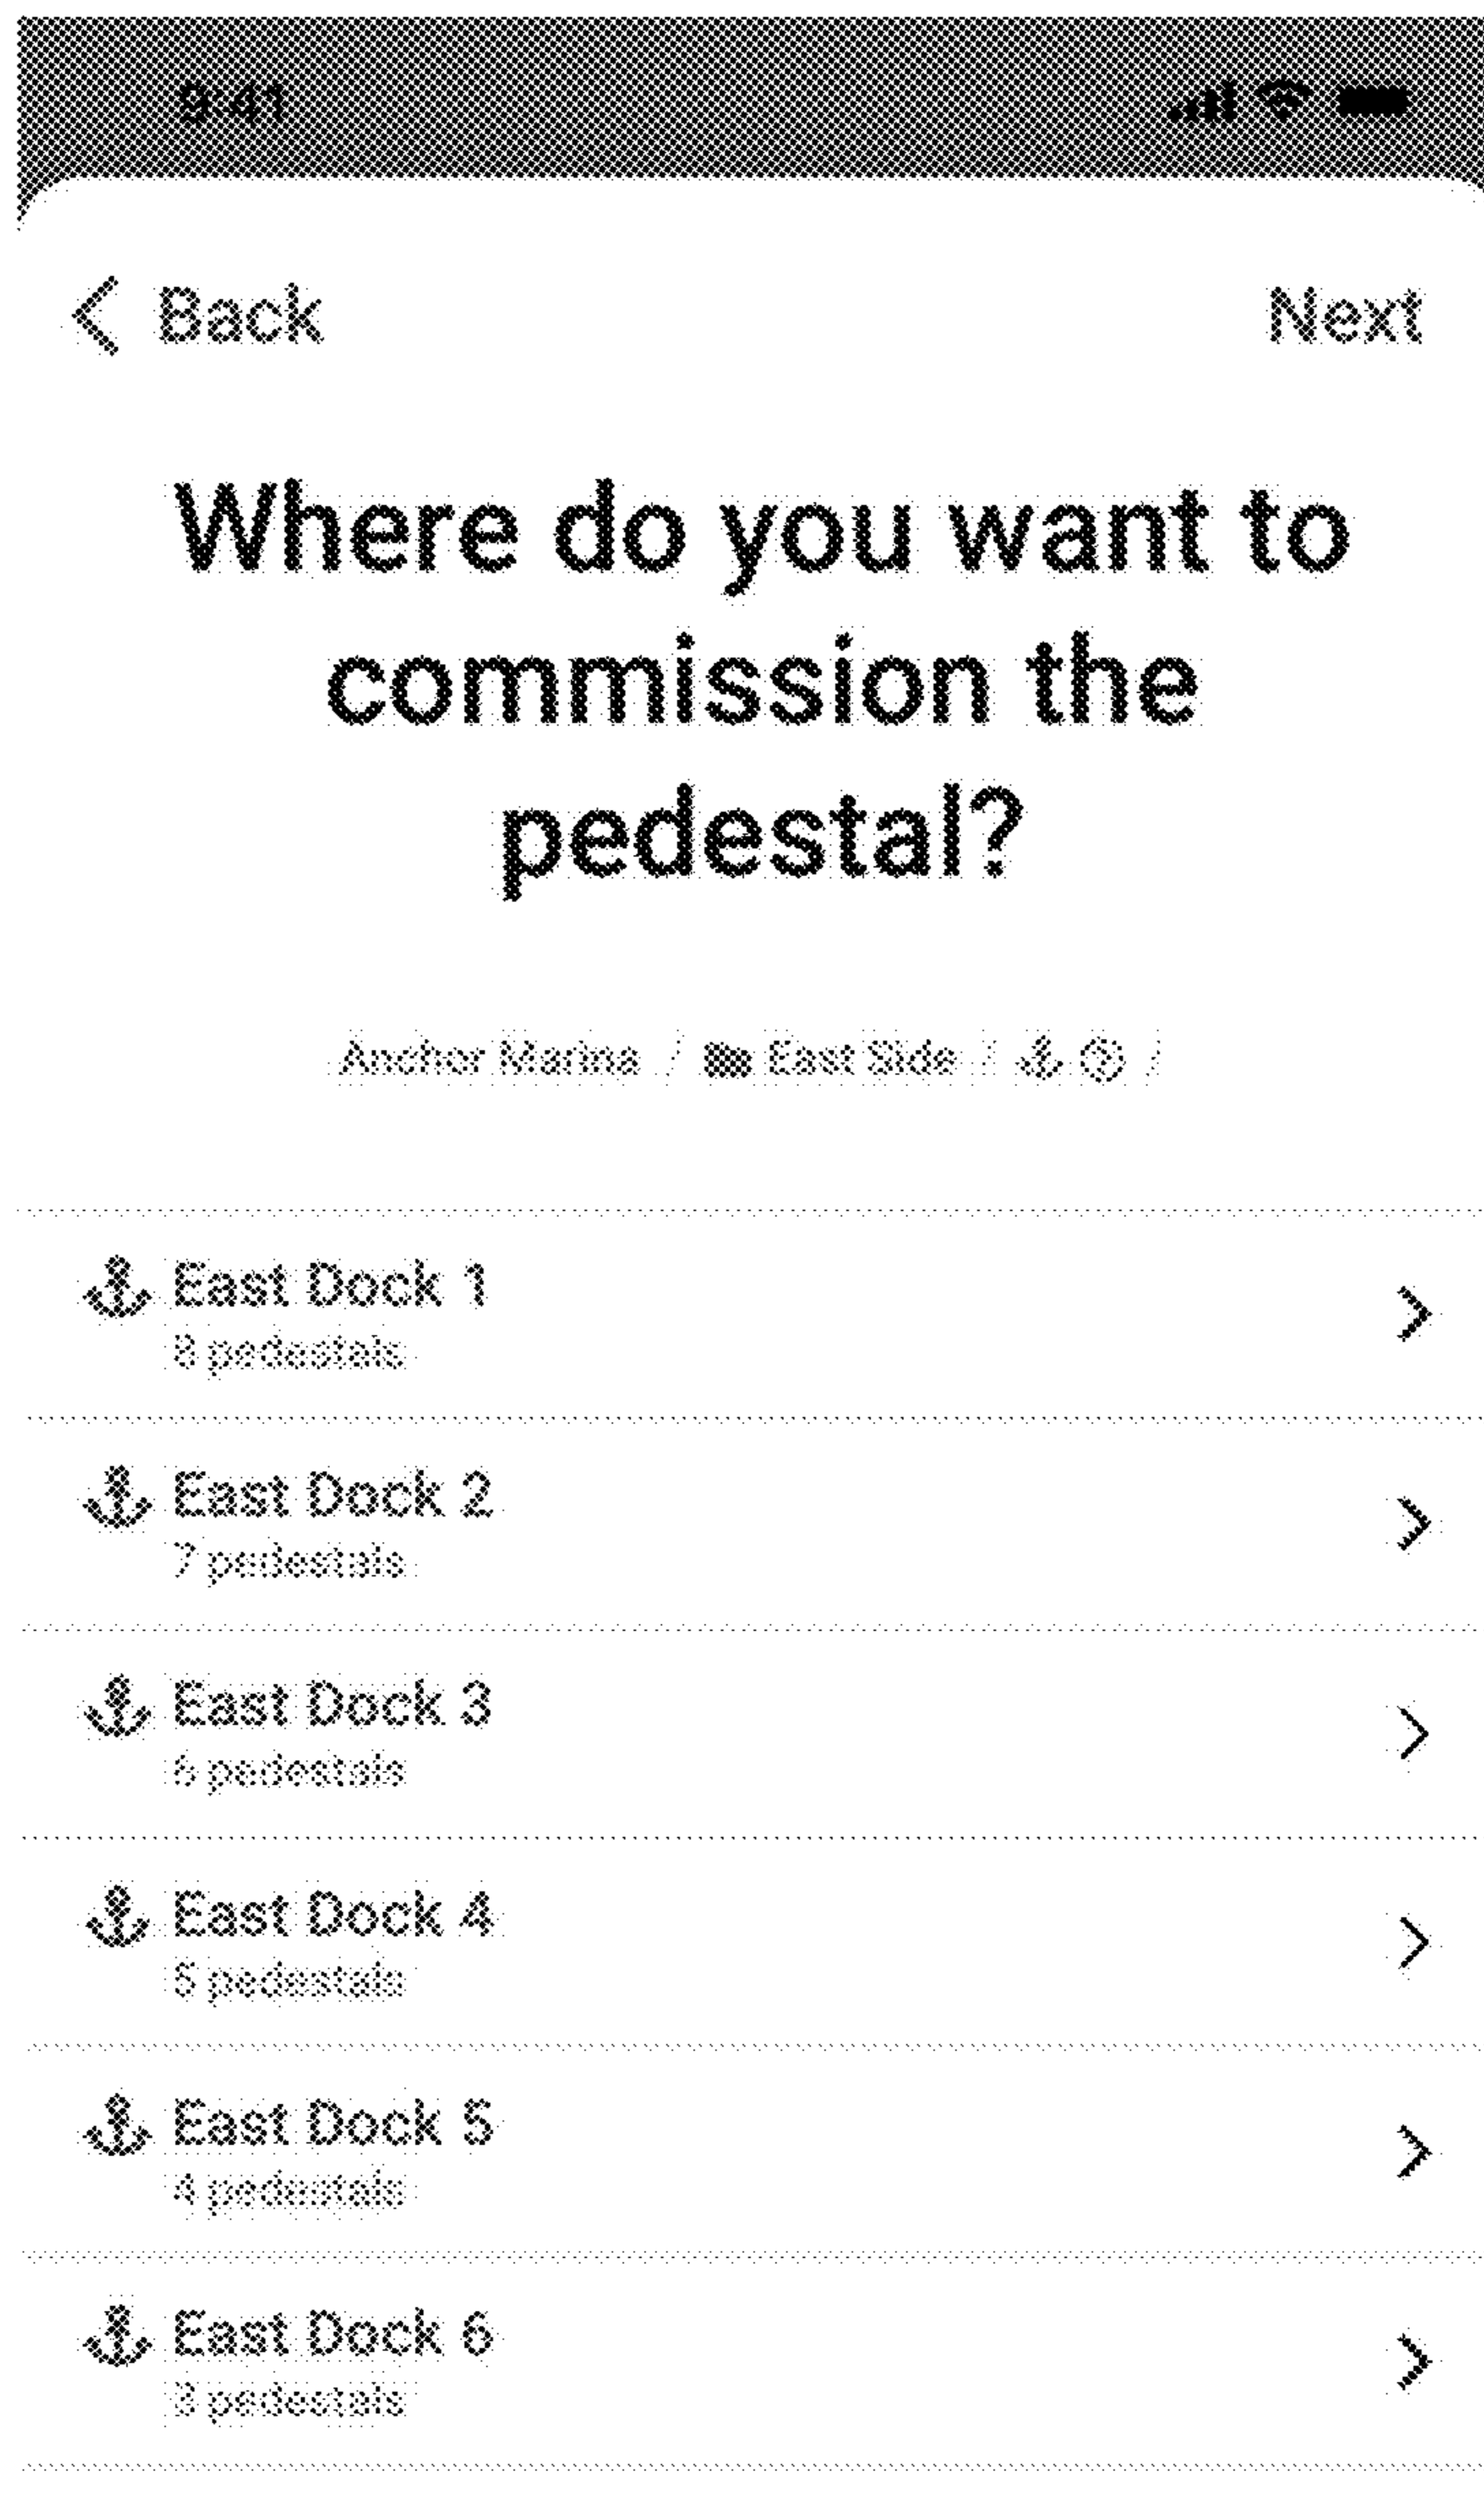 9:41
Back Next
Where do you want to
commission the
pedestal?
Anchor Marina / East Side / /
East Dock 1
8 pedestals
East Dock 2
7 pedestals
East Dock 3
6 pedestals
East Dock 4
5 pedestals
East Dock 5
4 pedestals
East Dock 6
3 pedestals